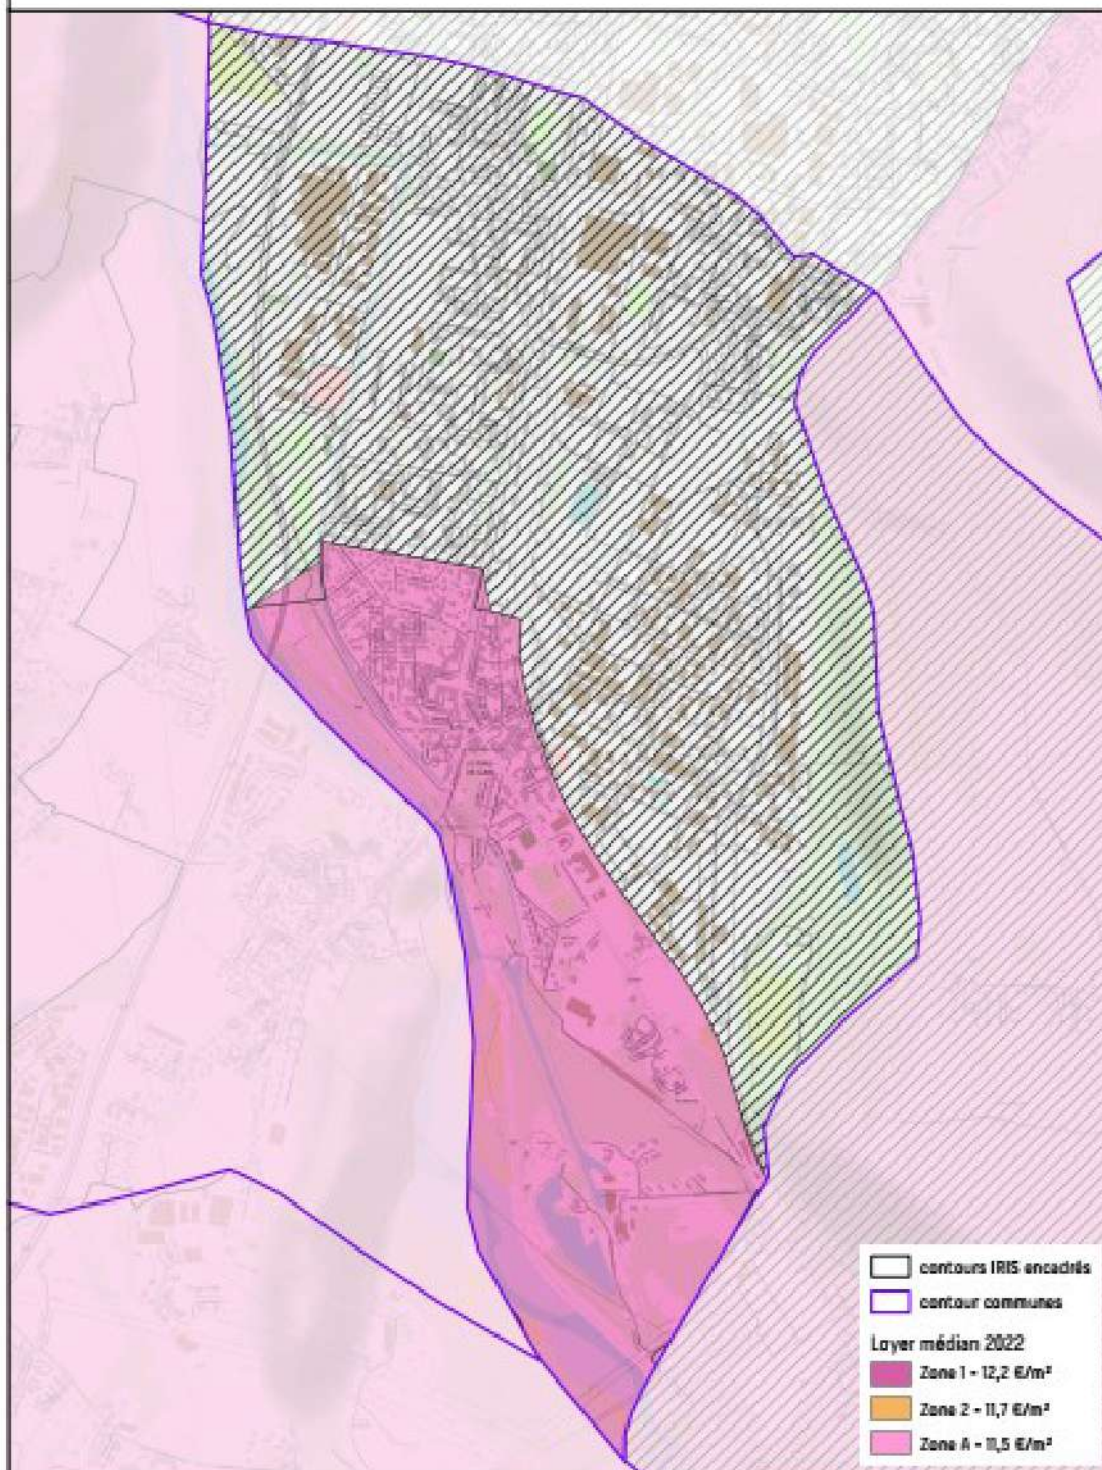 contours IRIS encadrés
contour communes
Loyer médian 2022
Zone 1 - 12,2 €/m²
Zone 2 - 11,7 €/m²
Zone A - 11,5 €/m²